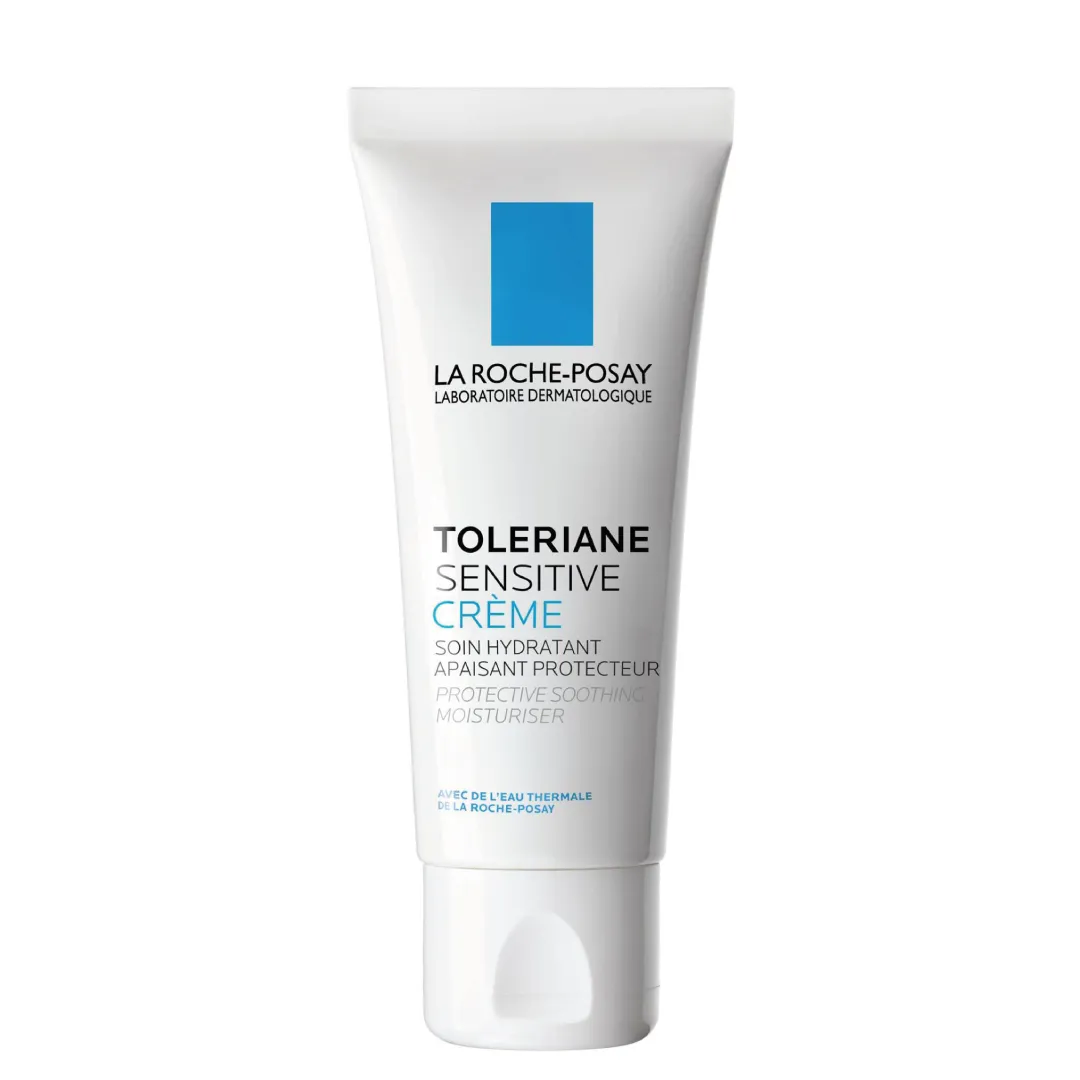 LA ROCHE-POSAY
LABORATOIRE DERMATOLOGIQUE
TOLERIANE
SENSITIVE
CRÈME
SOIN HYDRATANT
APAISANT PROTECTEUR
PROTECTIVE SOOTHING
MOISTURISER
AVEC DE L'EAU THERMALE
DE LA ROCHE-POSAY